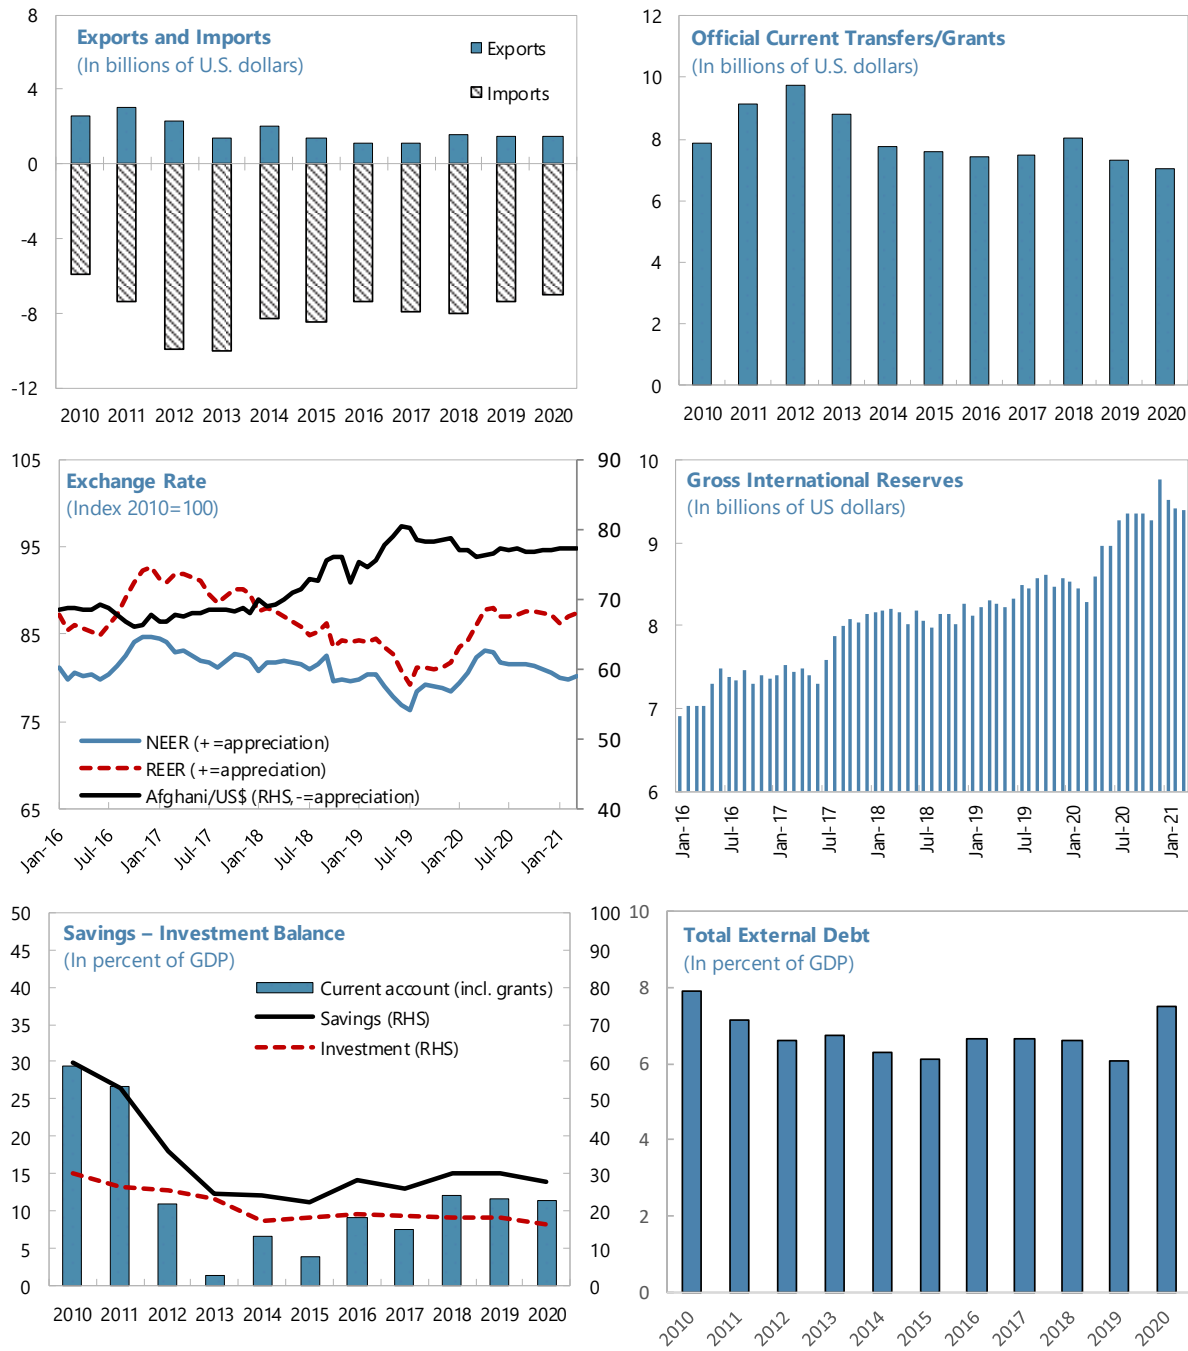 Exports and Imports
(In billions of U.S. dollars)
Exports
Imports
8
4
0
-4
-8
-12
2010 2011 2012 2013 2014 2015 2016 2017 2018 2019 2020
Official Current Transfers/Grants
(In billions of U.S. dollars)
12
10
8
6
4
2
0
2010 2011 2012 2013 2014 2015 2016 2017 2018 2019 2020
Exchange Rate
(Index 2010=100)
105
95
85
75
65
90
80
70
60
50
40
NEER (+=appreciation)
REER (+=appreciation)
Afghani/US$ (RHS,-=appreciation)
Jan-16 Jul-16 Jan-17 Jul-17 Jan-18 Jul-18 Jan-19 Jul-19 Jan-20 Jul-20 Jan-21
Gross International Reserves
(In billions of US dollars)
10
9
8
7
6
Jan-16 Jul-16 Jan-17 Jul-17 Jan-18 Jul-18 Jan-19 Jul-19 Jan-20 Jul-20 Jan-21
Savings – Investment Balance
(In percent of GDP)
Current account (incl. grants)
Savings (RHS)
Investment (RHS)
50
45
40
35
30
25
20
15
10
5
0
100
90
80
70
60
50
40
30
20
10
0
2010 2011 2012 2013 2014 2015 2016 2017 2018 2019 2020
Total External Debt
(In percent of GDP)
10
8
6
4
2
0
2010 2011 2012 2013 2014 2015 2016 2017 2018 2019 2020